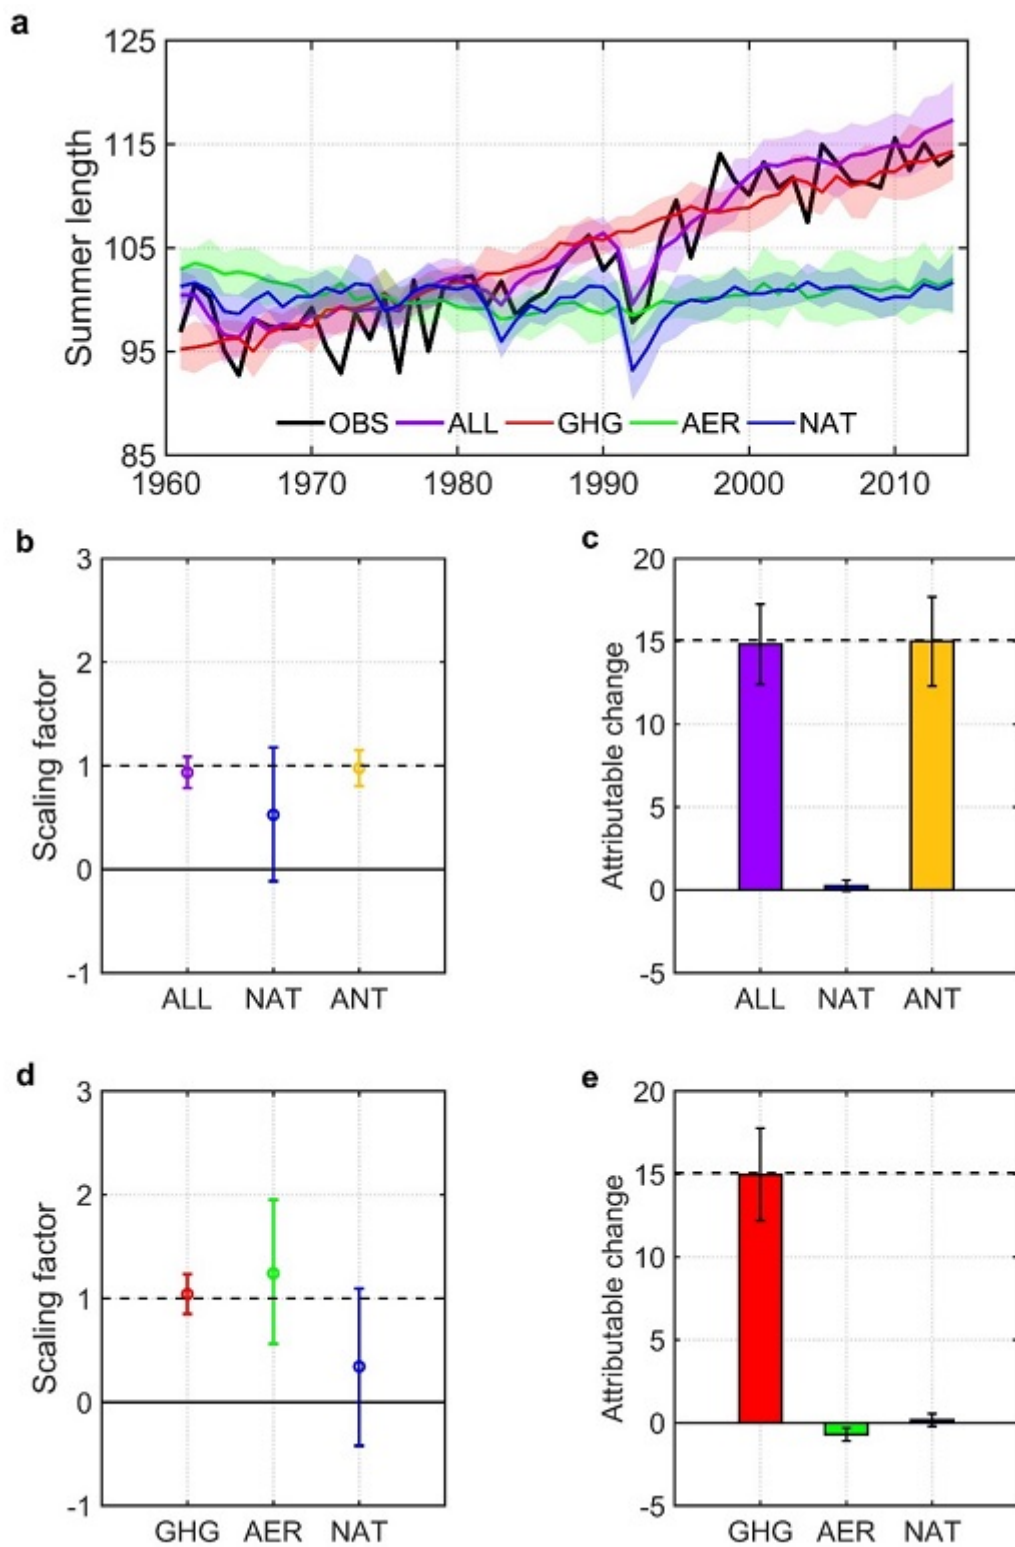 a
125
115
105
95
85
Summer length
OBS ALL GHG AER NAT
1960 1970 1980 1990 2000 2010
b
3
2
1
0
-1
Scaling factor
ALL NAT ANT
c
20
15
10
5
0
-5
Attributable change
ALL NAT ANT
d
3
2
1
0
-1
Scaling factor
GHG AER NAT
e
20
15
10
5
0
-5
Attributable change
GHG AER NAT